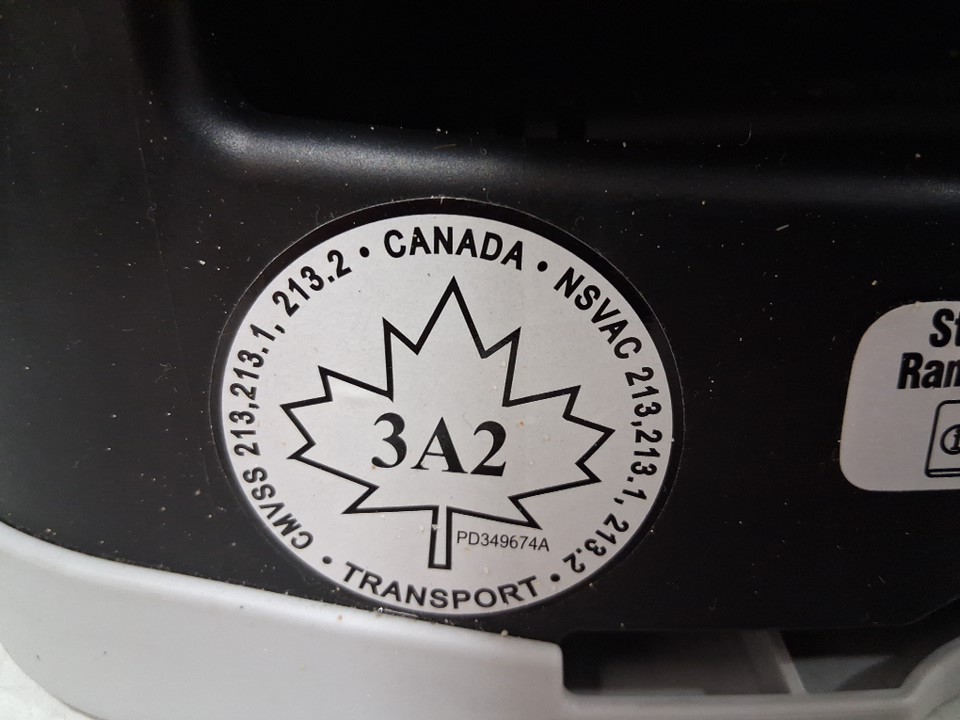 CMVSS 213,213.1, 213.2 • CANADA • NSVAC 213,213.1, 213.2 • TRANSPORT •
3A2
PD349674A